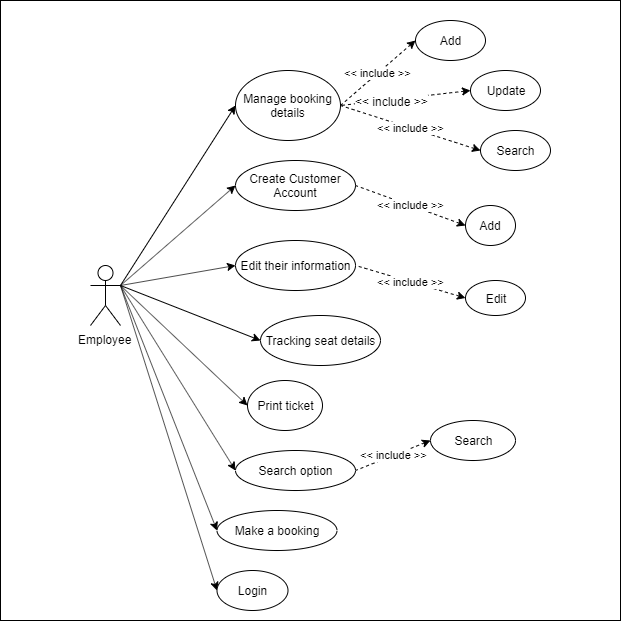 Add
<< include >>
Manage booking
details
<< include >>
Update
<< include >>
Search
Create Customer
Account
<< include >>
Add
Edit their information
<< include >>
Edit
Employee
Tracking seat details
Print ticket
Search option
<< include >>
Search
Make a booking
Login